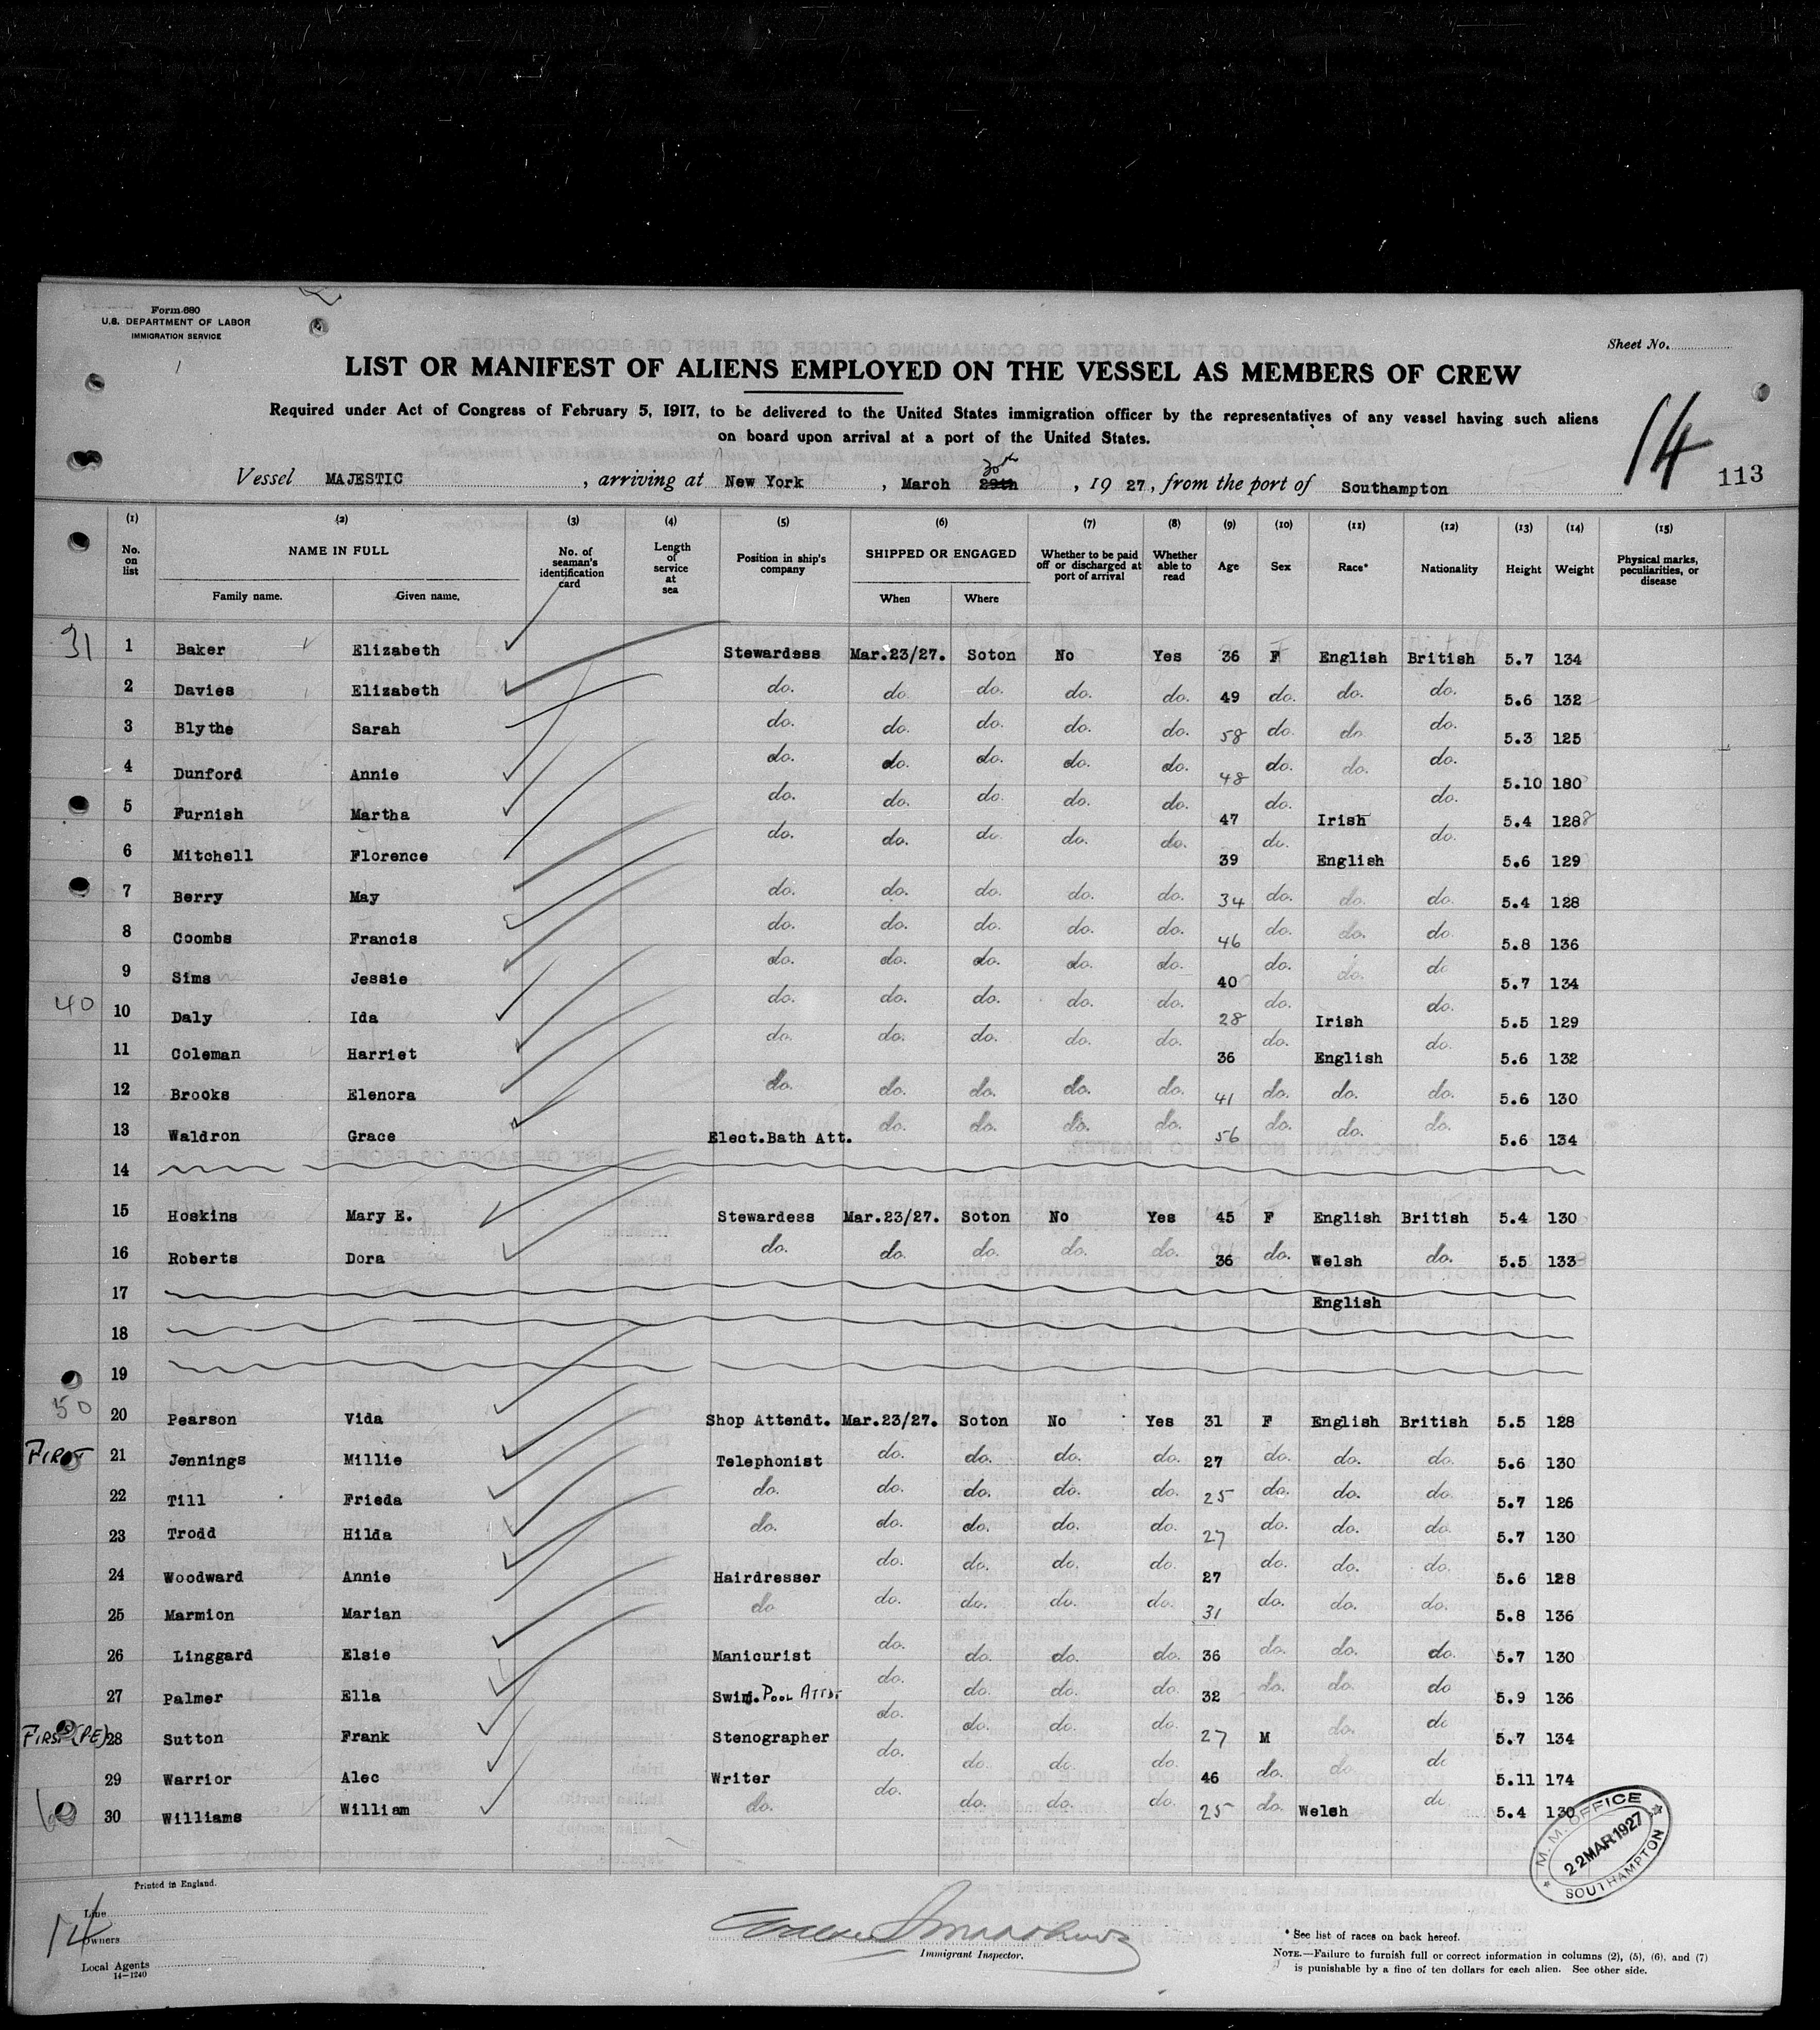 Form 680
U.S. DEPARTMENT OF LABOR
IMMIGRATION SERVICE
Sheet No.
LIST OR MANIFEST OF ALIENS EMPLOYED ON THE VESSEL AS MEMBERS OF CREW
Required under Act of Congress of February 5, 1917, to be delivered to the United States immigration officer by the representatives of any vessel having such aliens
on board upon arrival at a port of the United States.
14
113
30th
Vessel MAJESTIC, arriving at New York, March 29th, 19 27, from the port of Southampton
(1) (2) (3) (4) (5) (6) (7) (8) (9) (10) (11) (12) (13) (14) (15)
No. on list NAME IN FULL Family name. Given name. No. of seaman's identification card Length of service at sea Position in ship's company SHIPPED OR ENGAGED When Where Whether to be paid off or discharged at port of arrival Whether able to read Age Sex Race* Nationality Height Weight Physical marks, peculiarities, or disease
31 1 Baker Elizabeth Stewardess Mar.23/27. Soton No Yes 36 F English British 5.7 134
2 Davies Elizabeth do. do. do. do. do. 49 do. do. do. 5.6 132
3 Blythe Sarah do. do. do. do. do. 58 do. do. do. 5.3 125
4 Dunford Annie do. do. do. do. do. 48 do. do. do. 5.10 180
5 Furnish Martha do. do. do. do. do. 47 do. Irish do. 5.4 128
6 Mitchell Florence do. do. do. do. do. 39 do. English do. 5.6 129
7 Berry May do. do. do. do. do. 34 do. do. do. 5.4 128
8 Coombs Francis do. do. do. do. do. 46 do. do. do. 5.8 136
9 Sims Jessie do. do. do. do. do. 40 do. do. do 5.7 134
40 10 Daly Ida do. do. do. do. do. 28 do. Irish do. 5.5 129
11 Coleman Harriet do. do. do. do. do. 36 do. English do. 5.6 132
12 Brooks Elenora do. do. do. do. do. 41 do. do. do. 5.6 130
13 Waldron Grace Elect.Bath Att. do. do. do. do. 56 do. do. do. 5.6 134
14
15 Hoskins Mary E. Stewardess Mar.23/27. Soton No Yes 45 F English British 5.4 130
16 Roberts Dora do. do. do. do. do. 36 do. Welsh do. 5.5 133
17 English
18
19
50 20 Pearson Vida Shop Attendt. Mar.23/27. Soton No Yes 31 F English British 5.5 128
FIRST 21 Jennings Millie Telephonist do. do. do. do. 27 do. do. do. 5.6 130
22 Till Frieda do. do. do. do. do. 25 do. do. do. 5.7 126
23 Trodd Hilda do. do. do. do. do. 27 do. do. do. 5.7 130
24 Woodward Annie Hairdresser do. do. do. do. 27 do. do. do. 5.6 128
25 Marmion Marian do do. do. do. do. 31 do. do. do. 5.8 136
26 Linggard Elsie Manicurist do. do. do. do. 36 do. do. do. 5.7 130
27 Palmer Ella Swim. POOL ATTDT do. do. do. do. 32 do. do. do 5.9 136
FIRST (PE) 28 Sutton Frank Stenographer do. do. do. do. 27 M do. do 5.7 134
29 Warrior Alec Writer do. do. do. do. 46 do. do. do 5.11 174
30 Williams William do. do. do. do. do. 25 do. Welsh do. 5.4 130
M. M. OFFICE
22 MAR 1927
SOUTHAMPTON
Printed in England.
14
Line
Owners
Local Agents
14—1240
Immigrant Inspector.
* See list of races on back hereof.
NOTE.—Failure to furnish full or correct information in columns (2), (5), (6), and (7)
is punishable by a fine of ten dollars for each alien. See other side.